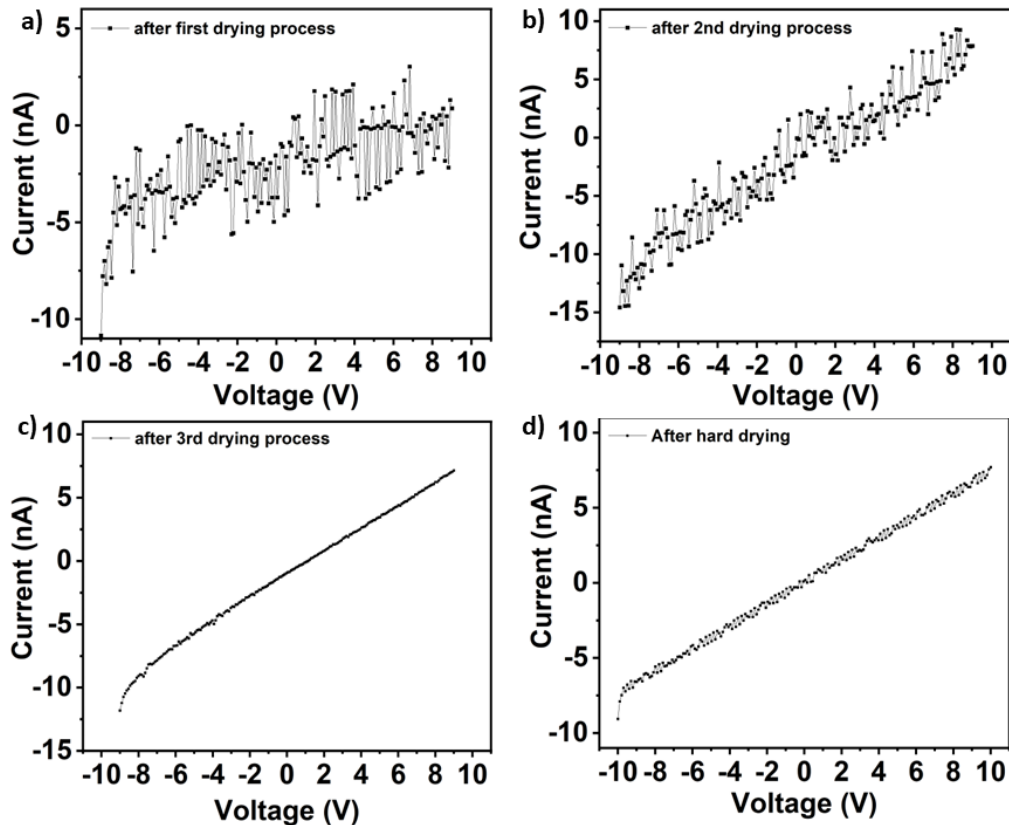 a)
after first drying process
5
0
-5
-10
Current (nA)
-10 -8 -6 -4 -2 0 2 4 6 8 10
Voltage (V)
b)
after 2nd drying process
10
5
0
-5
-10
-15
Current (nA)
-10 -8 -6 -4 -2 0 2 4 6 8 10
Voltage (V)
c)
after 3rd drying process
10
5
0
-5
-10
-15
Current (nA)
-10 -8 -6 -4 -2 0 2 4 6 8 10
Voltage (V)
d)
After hard drying
10
5
0
-5
-10
Current (nA)
-10 -8 -6 -4 -2 0 2 4 6 8 10
Voltage (V)